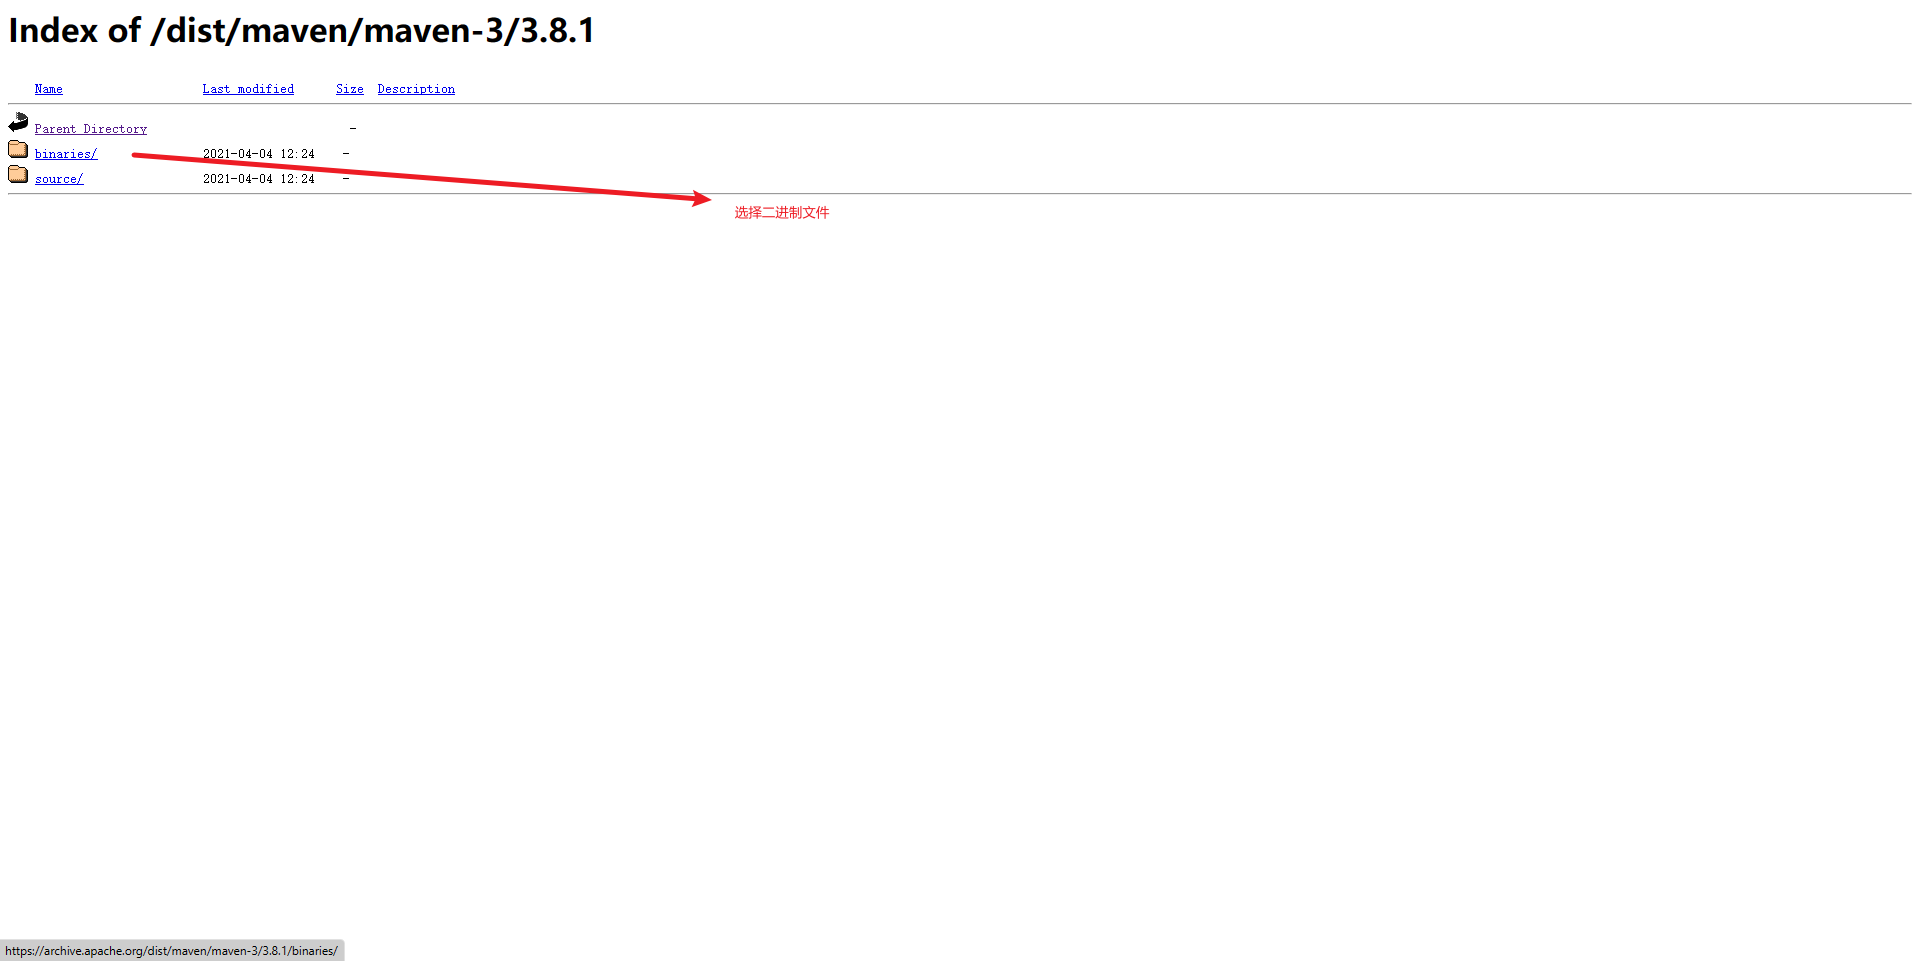 Index of /dist/maven/maven-3/3.8.1
Name Last modified Size Description
Parent Directory -
binaries/ 2021-04-04 12:24 -
source/ 2021-04-04 12:24 -
选择二进制文件
https://archive.apache.org/dist/maven/maven-3/3.8.1/binaries/